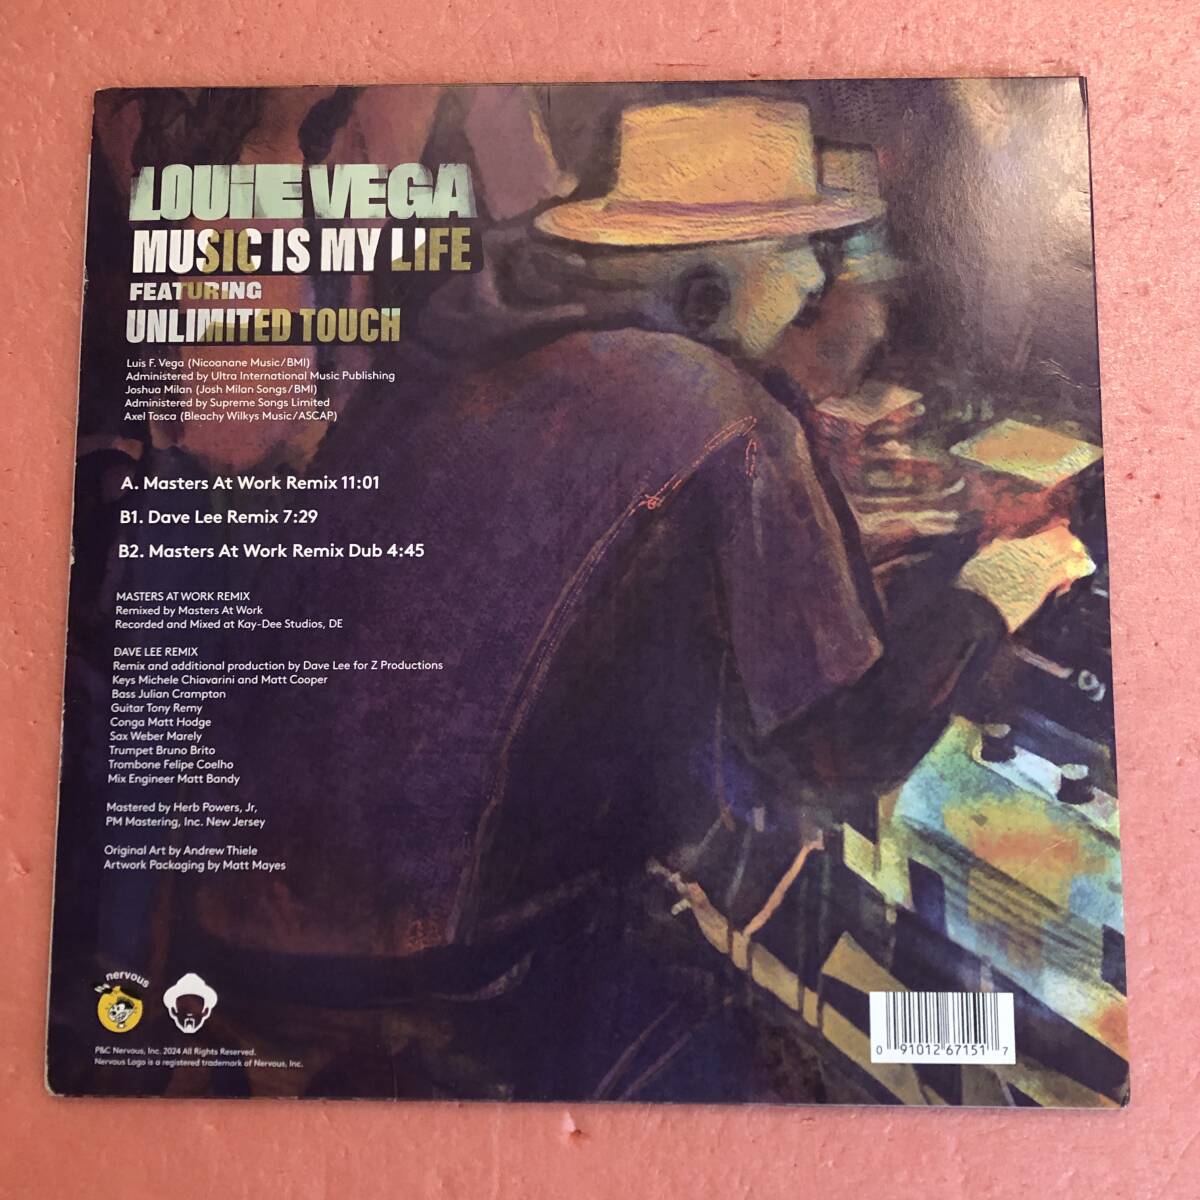 LOUiE VEGA
MUSIC IS MY LIFE
FEATURING
UNLIMITED TOUCH
Luis F. Vega (Nicoanane Music/BMI)
Administered by Ultra International Music Publishing
Joshua Milan (Josh Milan Songs/BMI)
Administered by Supreme Songs Limited
Axel Tosca (Bleachy Wilkys Music/ASCAP)
A. Masters At Work Remix 11:01
B1. Dave Lee Remix 7:29
B2. Masters At Work Remix Dub 4:45
MASTERS AT WORK REMIX
Remixed by Masters At Work
Recorded and Mixed at Kay-Dee Studios, DE
DAVE LEE REMIX
Remix and additional production by Dave Lee for Z Productions
Keys Michele Chiavarini and Matt Cooper
Bass Julian Crampton
Guitar Tony Remy
Conga Matt Hodge
Sax Weber Marely
Trumpet Bruno Brito
Trombone Felipe Coelho
Mix Engineer Matt Bandy
Mastered by Herb Powers, Jr,
PM Mastering, Inc. New Jersey
Original Art by Andrew Thiele
Artwork Packaging by Matt Mayes
nervous
P&C Nervous, Inc. 2024 All Rights Reserved.
Nervous Logo is a registered trademark of Nervous, Inc.
0 91012 67151 7